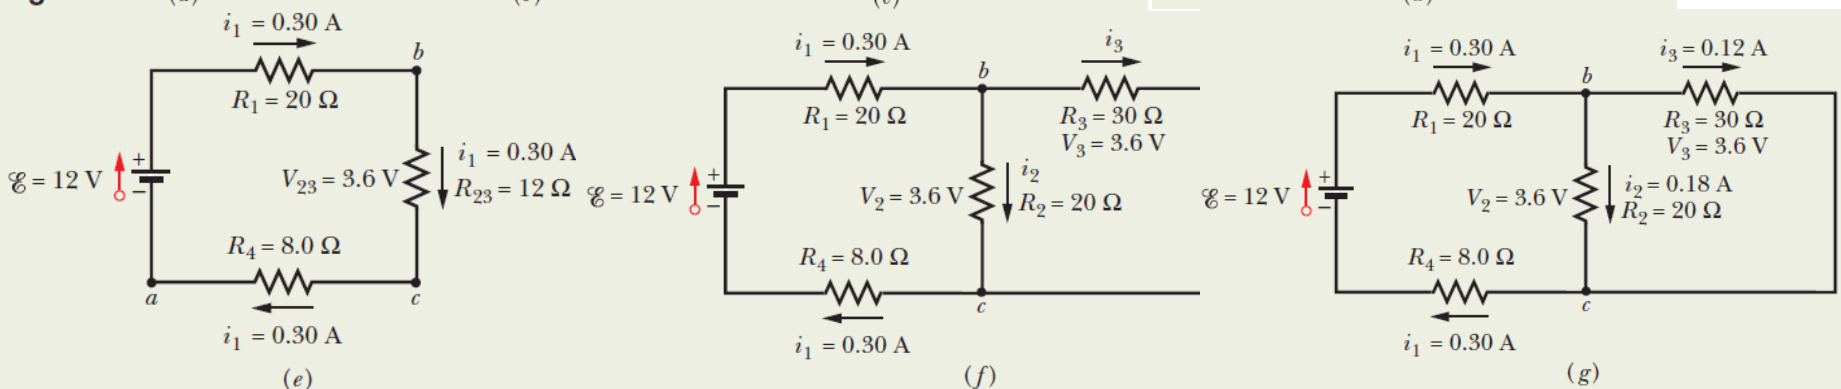 i₁ = 0.30 A
b
R₁ = 20 Ω
ℰ = 12 V
+
−
V₂₃ = 3.6 V
i₁ = 0.30 A
R₂₃ = 12 Ω
R₄ = 8.0 Ω
a
c
i₁ = 0.30 A
(e)
i₁ = 0.30 A
i₃
b
R₁ = 20 Ω
R₃ = 30 Ω
V₃ = 3.6 V
ℰ = 12 V
+
−
V₂ = 3.6 V
i₂
R₂ = 20 Ω
R₄ = 8.0 Ω
c
i₁ = 0.30 A
(f)
i₁ = 0.30 A
i₃ = 0.12 A
b
R₁ = 20 Ω
R₃ = 30 Ω
V₃ = 3.6 V
ℰ = 12 V
+
−
V₂ = 3.6 V
i₂ = 0.18 A
R₂ = 20 Ω
R₄ = 8.0 Ω
c
i₁ = 0.30 A
(g)